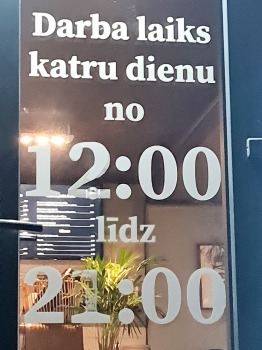 Darba laiks
katru dienu
no
12:00
līdz
21:00